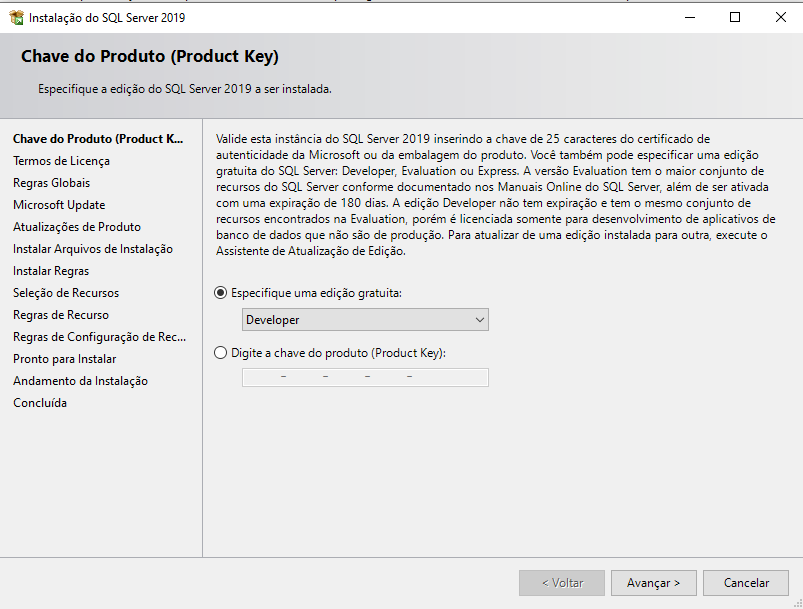 Instalação do SQL Server 2019
Chave do Produto (Product Key)
Especifique a edição do SQL Server 2019 a ser instalada.
Chave do Produto (Product K...
Termos de Licença
Regras Globais
Microsoft Update
Atualizações de Produto
Instalar Arquivos de Instalação
Instalar Regras
Seleção de Recursos
Regras de Recurso
Regras de Configuração de Rec...
Pronto para Instalar
Andamento da Instalação
Concluída
Valide esta instância do SQL Server 2019 inserindo a chave de 25 caracteres do certificado de
autenticidade da Microsoft ou da embalagem do produto. Você também pode especificar uma edição
gratuita do SQL Server: Developer, Evaluation ou Express. A versão Evaluation tem o maior conjunto de
recursos do SQL Server conforme documentado nos Manuais Online do SQL Server, além de ser ativada
com uma expiração de 180 dias. A edição Developer não tem expiração e tem o mesmo conjunto de
recursos encontrados na Evaluation, porém é licenciada somente para desenvolvimento de aplicativos de
banco de dados que não são de produção. Para atualizar de uma edição instalada para outra, execute o
Assistente de Atualização de Edição.
Especifique uma edição gratuita:
Developer
Digite a chave do produto (Product Key):
- - - -
< Voltar
Avançar >
Cancelar